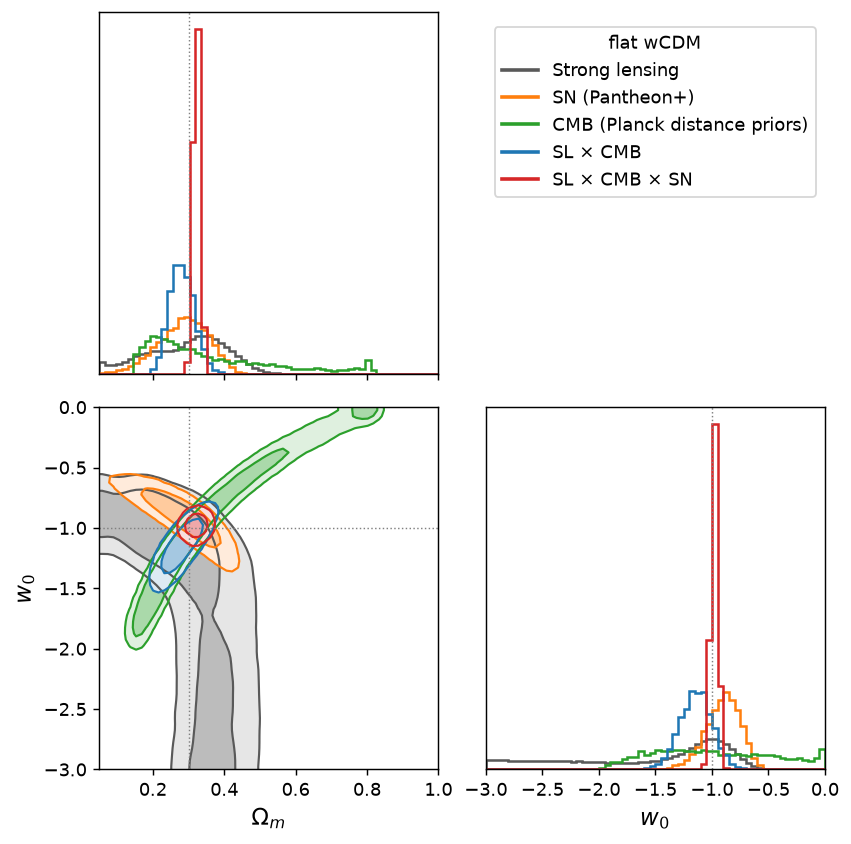 flat wCDM
Strong lensing
SN (Pantheon+)
CMB (Planck distance priors)
SL × CMB
SL × CMB × SN
0.0
−0.5
−1.0
−1.5
−2.0
−2.5
−3.0
w₀
0.2 0.4 0.6 0.8 1.0
Ωₘ
−3.0 −2.5 −2.0 −1.5 −1.0 −0.5 0.0
w₀